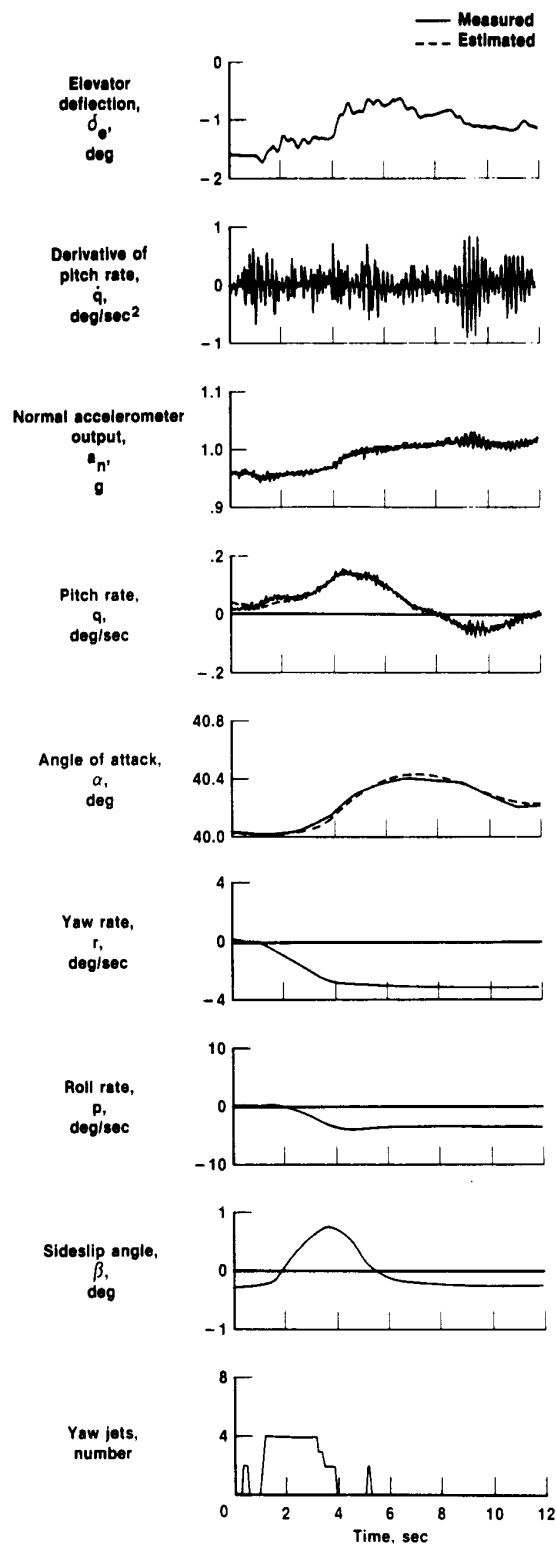 Measured
Estimated
Elevator
deflection,
δe,
deg
0
−1
−2
Derivative of
pitch rate,
q̇,
deg/sec²
1
0
−1
Normal accelerometer
output,
an,
g
1.1
1.0
.9
Pitch rate,
q,
deg/sec
.2
0
−.2
Angle of attack,
α,
deg
40.8
40.4
40.0
Yaw rate,
r,
deg/sec
4
0
−4
Roll rate,
p,
deg/sec
10
0
−10
Sideslip angle,
β,
deg
1
0
−1
Yaw jets,
number
8
4
0 2 4 6 8 10 12
Time, sec